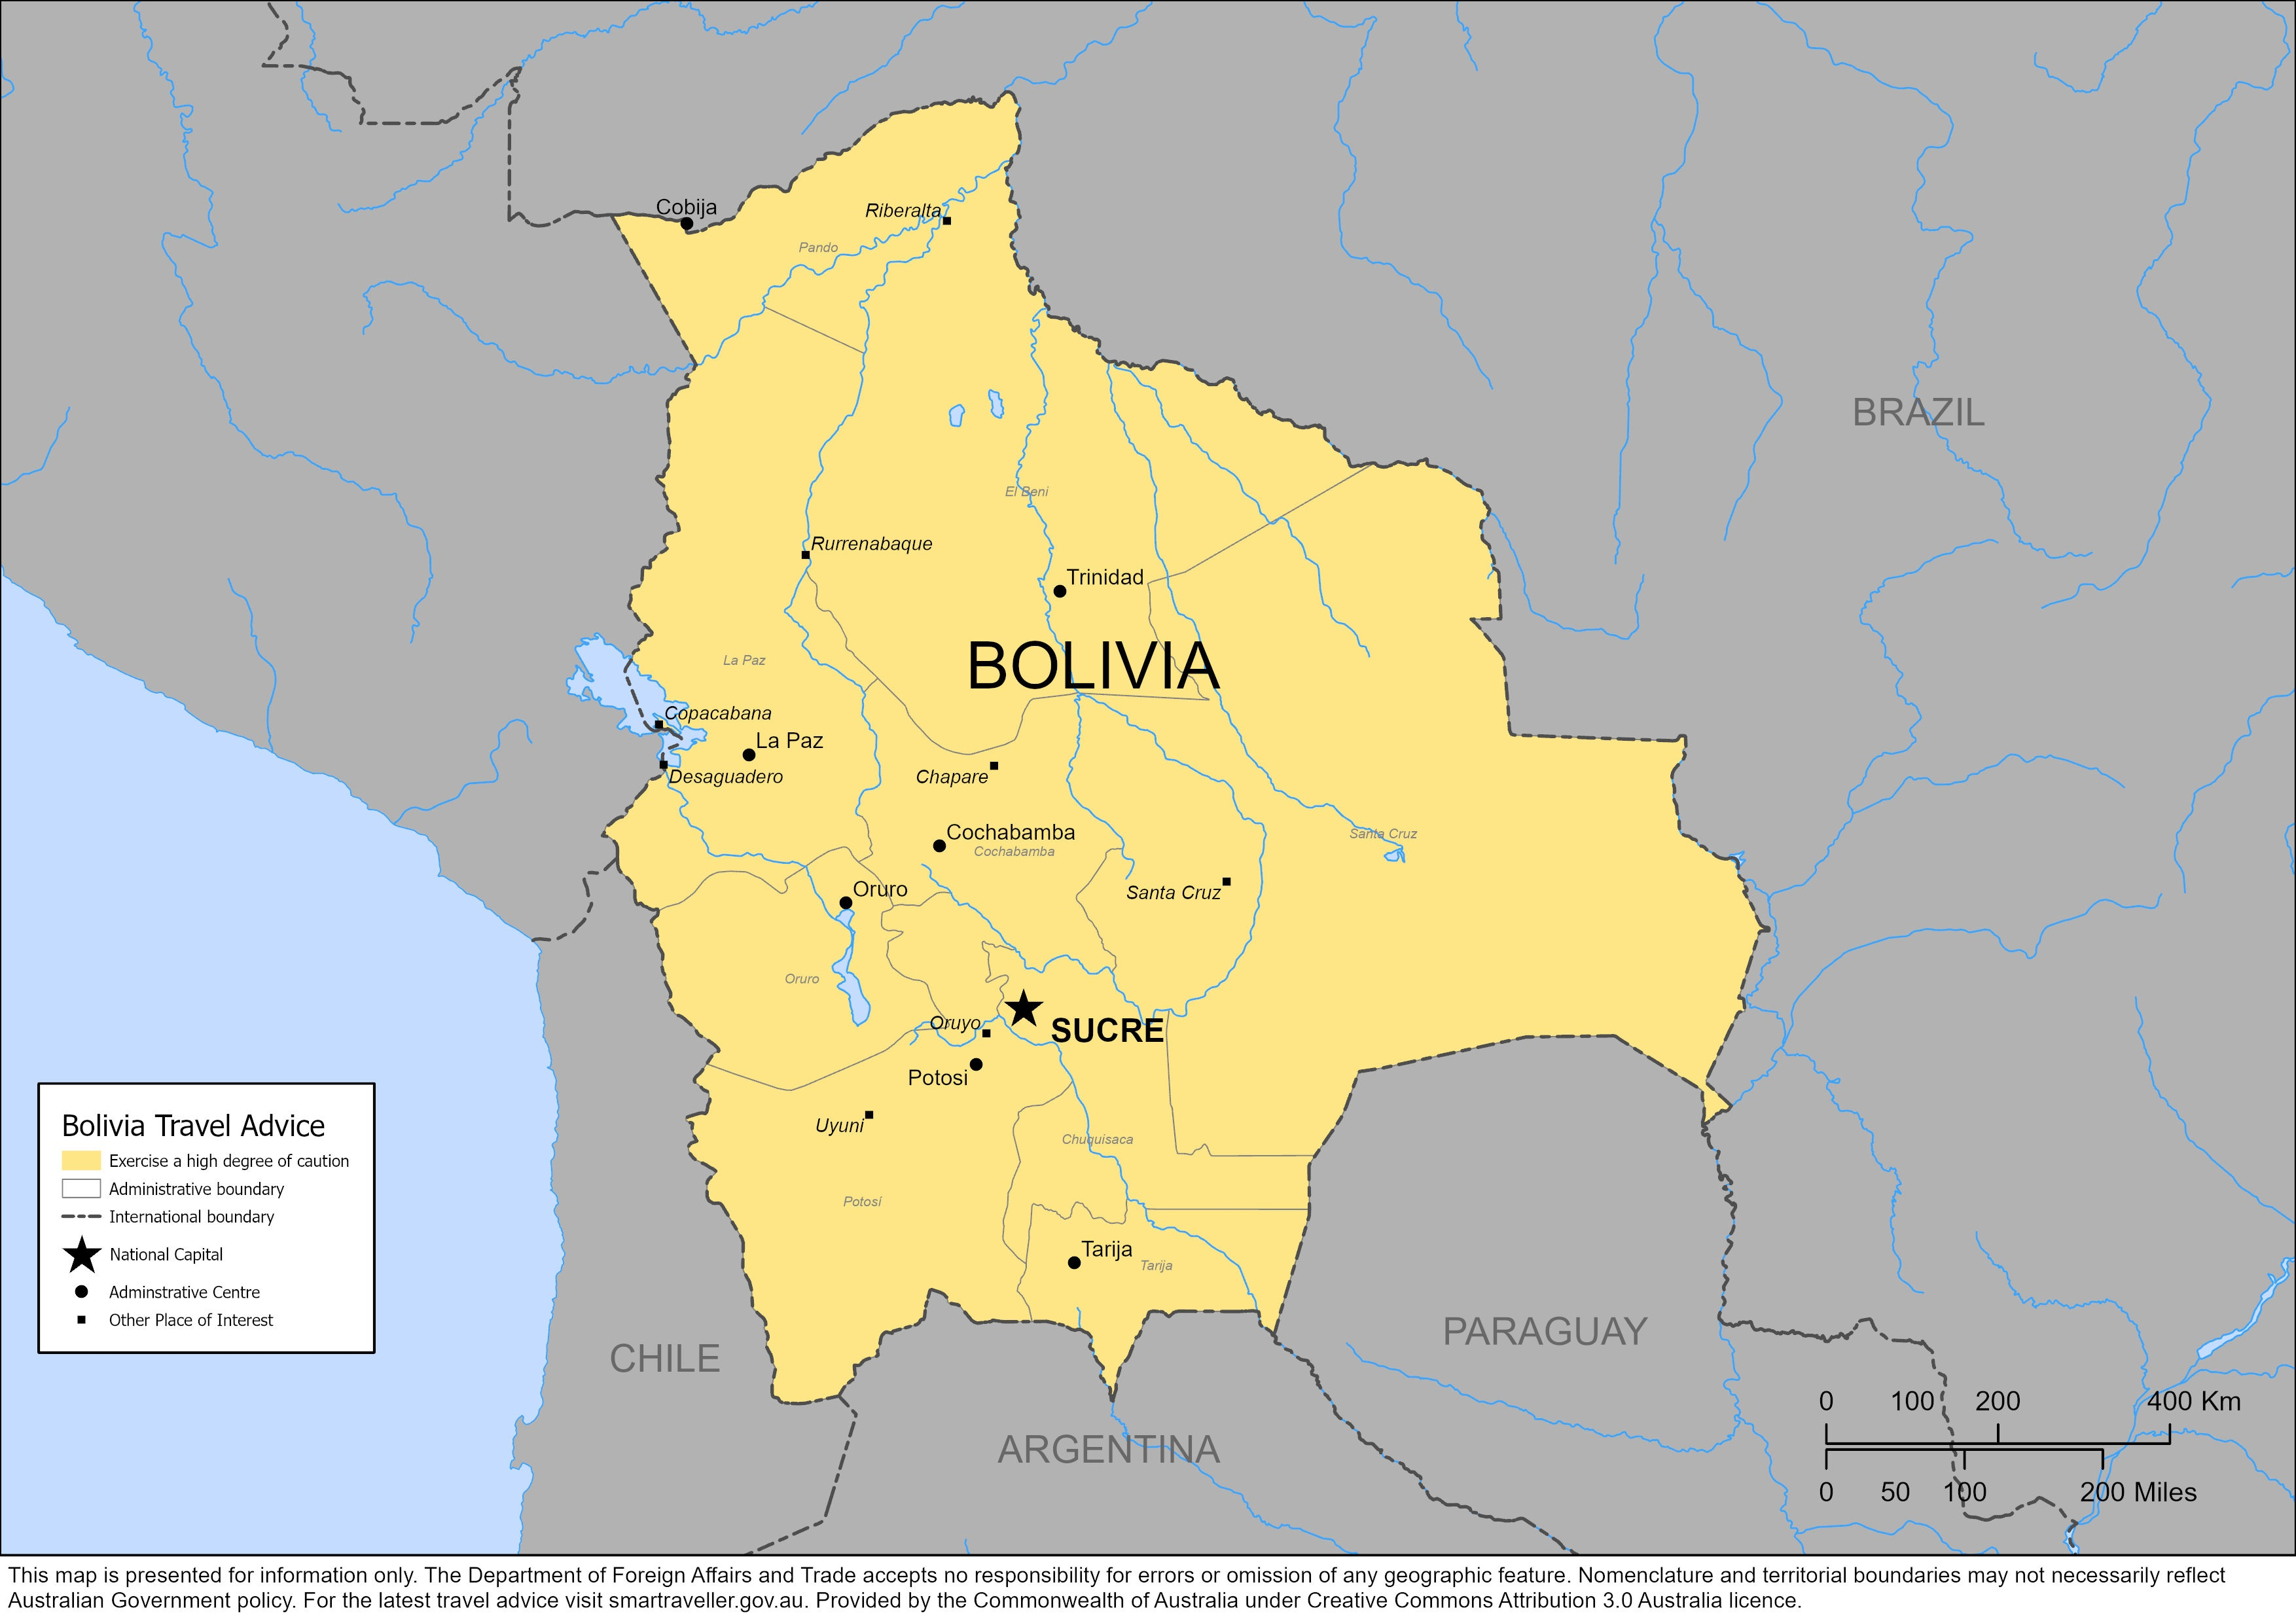 Cobija
Riberalta
Pando
BRAZIL
El Beni
Rurrenabaque
Trinidad
BOLIVIA
La Paz
Copacabana
La Paz
Desaguadero
Chapare
Cochabamba
Cochabamba
Santa Cruz
Oruro
Santa Cruz
Oruro
Oruyo
SUCRE
Potosi
Uyuni
Chuquisaca
Potosí
Tarija
Tarija
CHILE
PARAGUAY
ARGENTINA
Bolivia Travel Advice
Exercise a high degree of caution
Administrative boundary
International boundary
National Capital
Adminstrative Centre
Other Place of Interest
0 100 200 400 Km
0 50 100 200 Miles
This map is presented for information only. The Department of Foreign Affairs and Trade accepts no responsibility for errors or omission of any geographic feature. Nomenclature and territorial boundaries may not necessarily reflect
Australian Government policy. For the latest travel advice visit smartraveller.gov.au. Provided by the Commonwealth of Australia under Creative Commons Attribution 3.0 Australia licence.